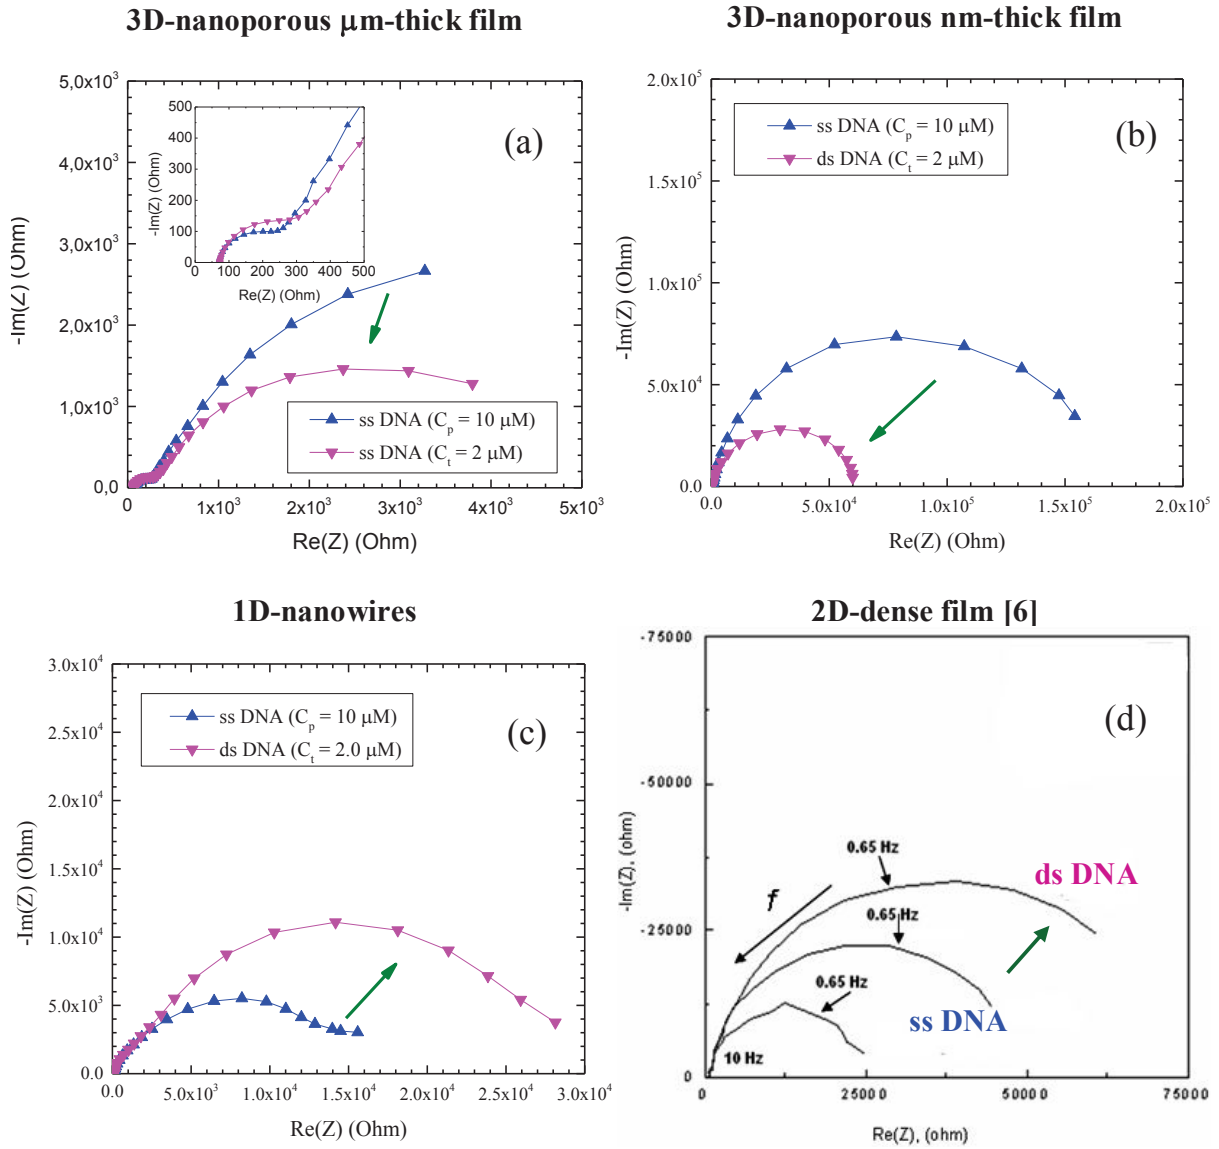 3D-nanoporous μm-thick film
5,0x10³
4,0x10³
3,0x10³
2,0x10³
1,0x10³
0,0
-Im(Z) (Ohm)
500
400
300
200
100
0
-Im(Z) (Ohm)
0 100 200 300 400 500
Re(Z) (Ohm)
(a)
ss DNA (Cp = 10 μM)
ss DNA (Ct = 2 μM)
0 1x10³ 2x10³ 3x10³ 4x10³ 5x10³
Re(Z) (Ohm)
3D-nanoporous nm-thick film
2.0x10⁵
1.5x10⁵
1.0x10⁵
5.0x10⁴
0.0
-Im(Z) (Ohm)
ss DNA (Cp = 10 μM)
ds DNA (Ct = 2 μM)
(b)
0.0 5.0x10⁴ 1.0x10⁵ 1.5x10⁵ 2.0x10⁵
Re(Z) (Ohm)
1D-nanowires
3.0x10⁴
2.5x10⁴
2.0x10⁴
1.5x10⁴
1.0x10⁴
5.0x10³
0.0
-Im(Z) (Ohm)
ss DNA (Cp = 10 μM)
ds DNA (Ct = 2.0 μM)
(c)
0.0 5.0x10³ 1.0x10⁴ 1.5x10⁴ 2.0x10⁴ 2.5x10⁴ 3.0x10⁴
Re(Z) (Ohm)
2D-dense film [6]
-75000
-50000
-25000
0
-Im(Z), (ohm)
(d)
0.65 Hz
ds DNA
f
0.65 Hz
0.65 Hz
ss DNA
10 Hz
0 25000 50000 75000
Re(Z), (ohm)